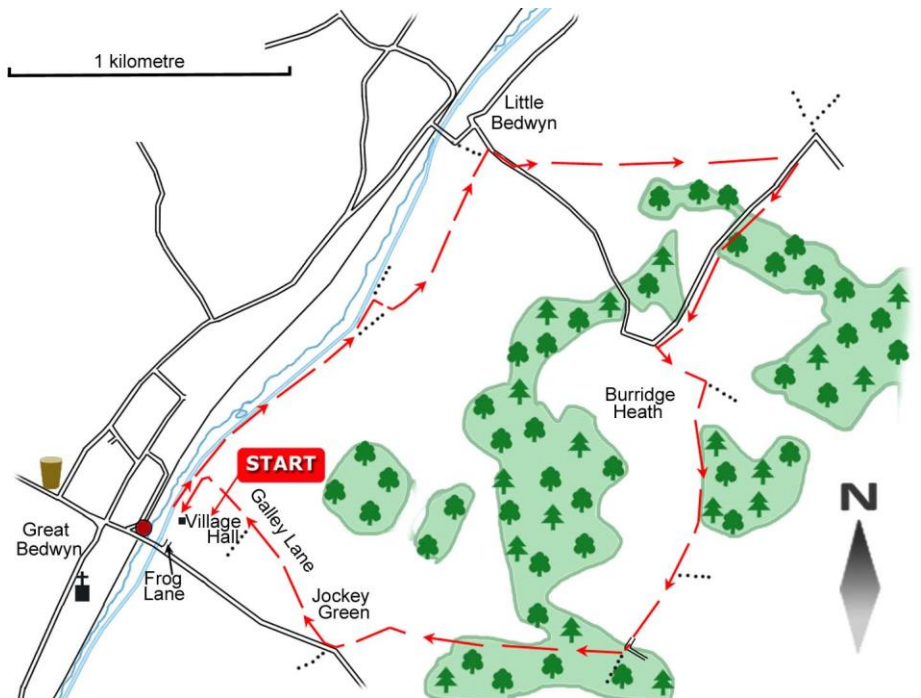 1 kilometre
Little
Bedwyn
Burridge
Heath
START
Galley Lane
Village
Hall
Great
Bedwyn
Frog
Lane
Jockey
Green
N